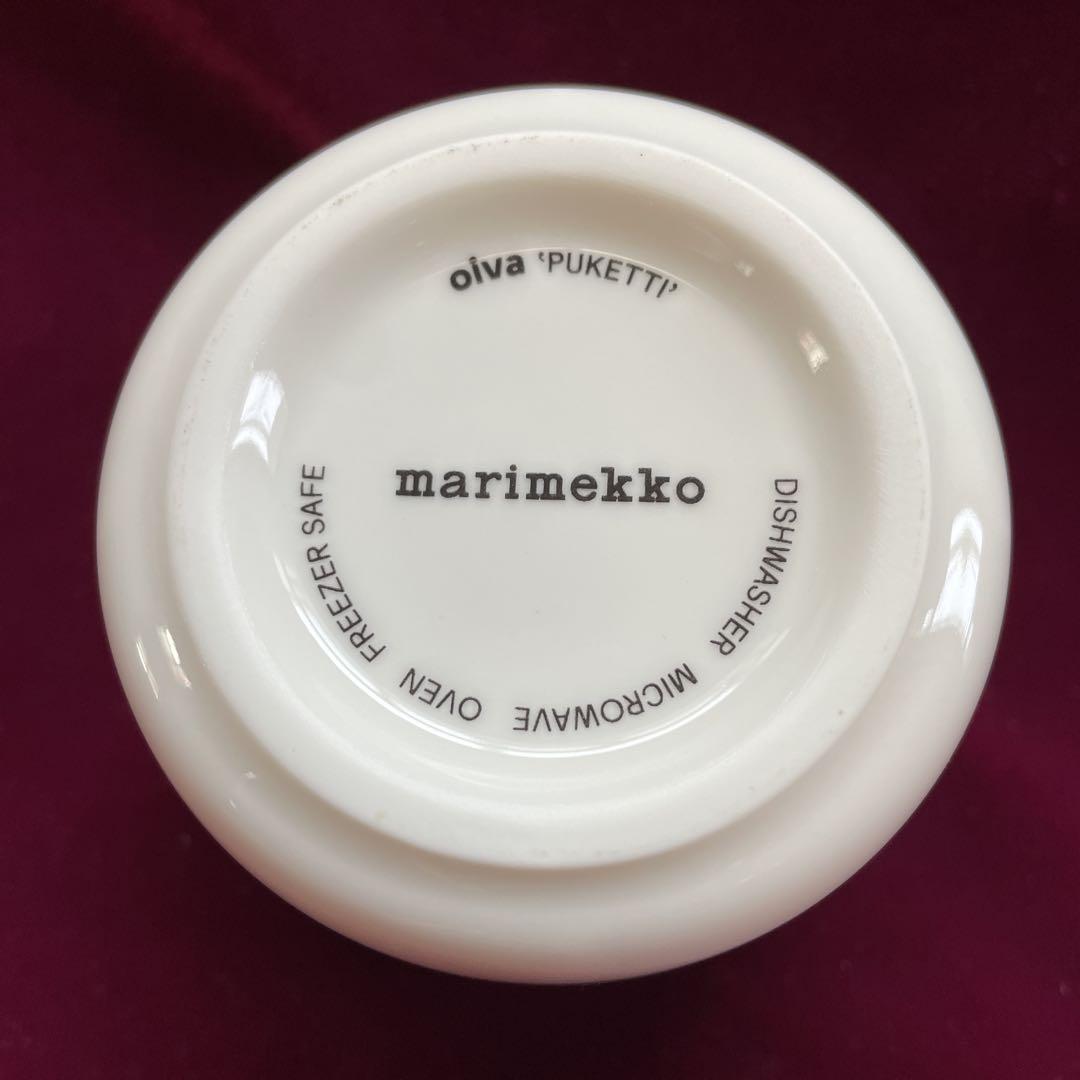 oiva ‘PUKETTI’
marimekko
DISHWASHER MICROWAVE OVEN FREEZER SAFE